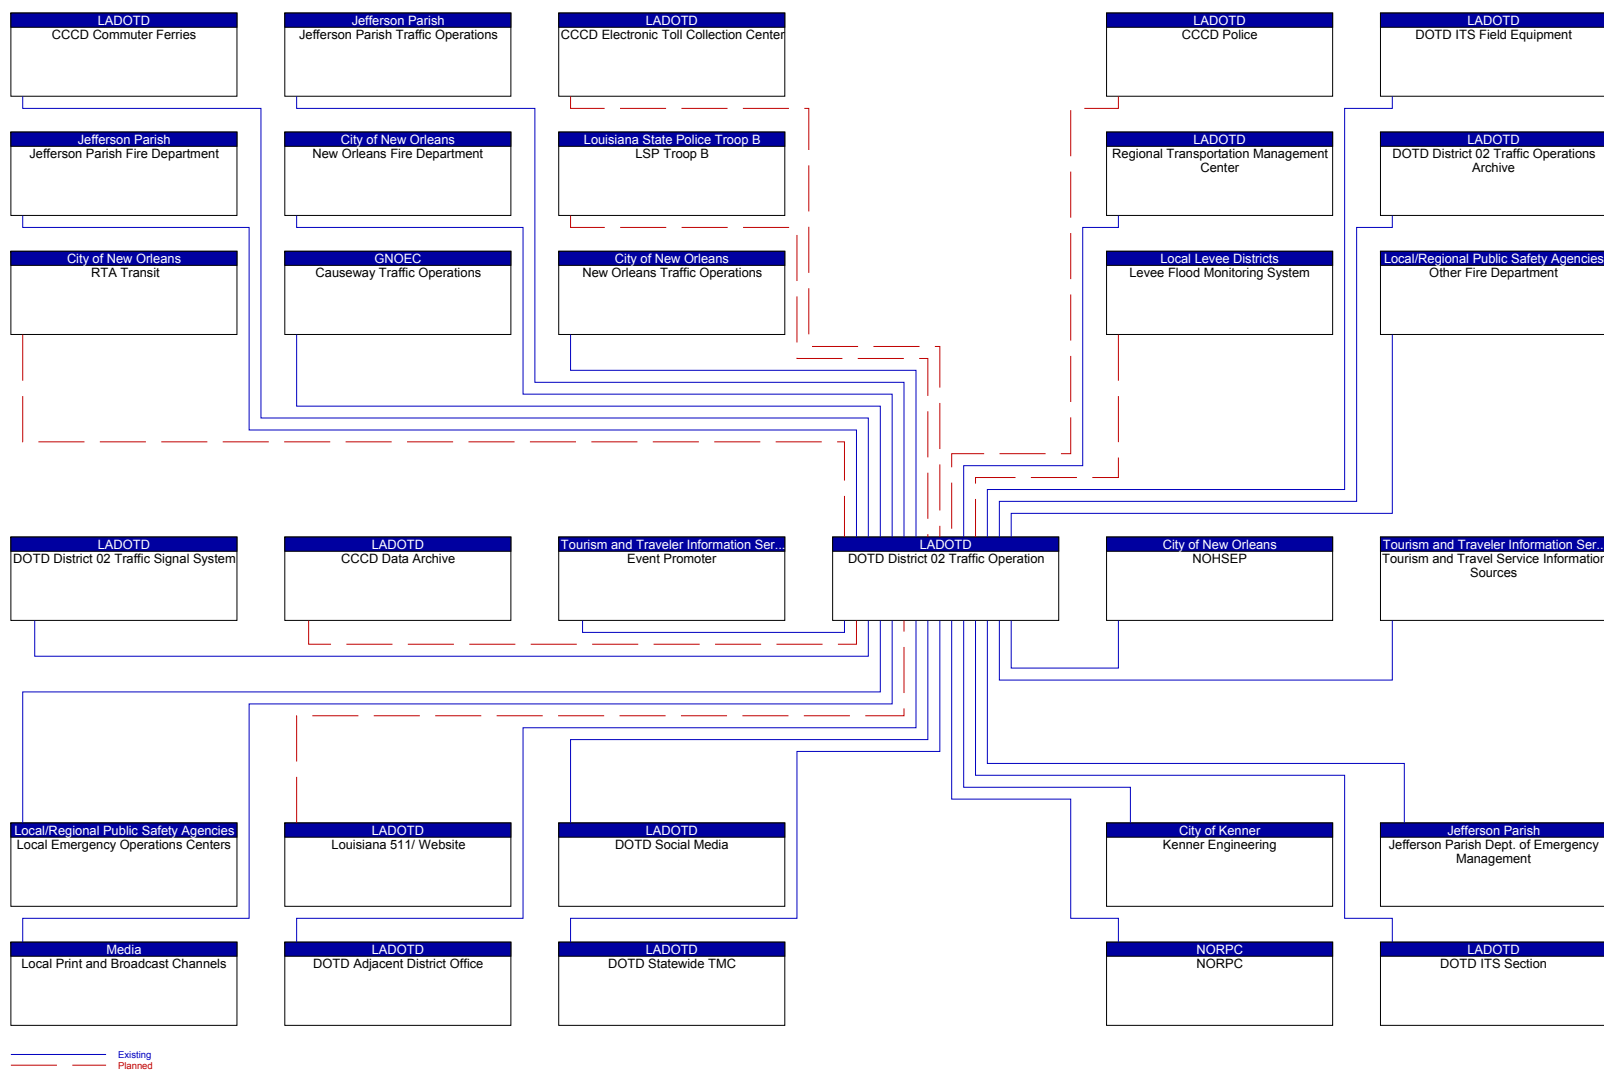 LADOTD
CCCD Commuter Ferries
Jefferson Parish
Jefferson Parish Traffic Operations
LADOTD
CCCD Electronic Toll Collection Center
LADOTD
CCCD Police
LADOTD
DOTD ITS Field Equipment
Jefferson Parish
Jefferson Parish Fire Department
City of New Orleans
New Orleans Fire Department
Louisiana State Police Troop B
LSP Troop B
LADOTD
Regional Transportation Management
Center
LADOTD
DOTD District 02 Traffic Operations
Archive
City of New Orleans
RTA Transit
GNOEC
Causeway Traffic Operations
City of New Orleans
New Orleans Traffic Operations
Local Levee Districts
Levee Flood Monitoring System
Local/Regional Public Safety Agencies
Other Fire Department
LADOTD
DOTD District 02 Traffic Signal System
LADOTD
CCCD Data Archive
Tourism and Traveler Information Ser...
Event Promoter
LADOTD
DOTD District 02 Traffic Operation
City of New Orleans
NOHSEP
Tourism and Traveler Information Ser...
Tourism and Travel Service Information
Sources
Local/Regional Public Safety Agencies
Local Emergency Operations Centers
LADOTD
Louisiana 511/ Website
LADOTD
DOTD Social Media
City of Kenner
Kenner Engineering
Jefferson Parish
Jefferson Parish Dept. of Emergency
Management
Media
Local Print and Broadcast Channels
LADOTD
DOTD Adjacent District Office
LADOTD
DOTD Statewide TMC
NORPC
NORPC
LADOTD
DOTD ITS Section
Existing
Planned